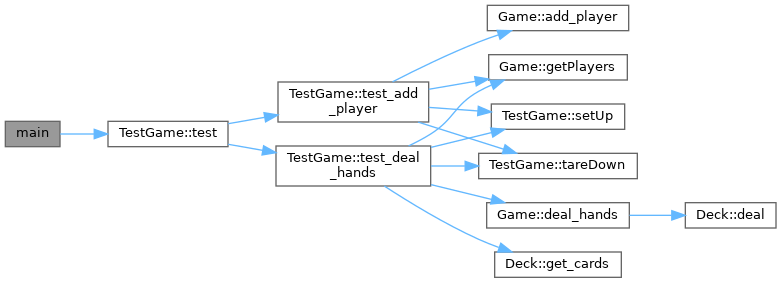 main
TestGame::test
TestGame::test_add
_player
TestGame::test_deal
_hands
Game::add_player
Game::getPlayers
TestGame::setUp
TestGame::tareDown
Game::deal_hands
Deck::get_cards
Deck::deal